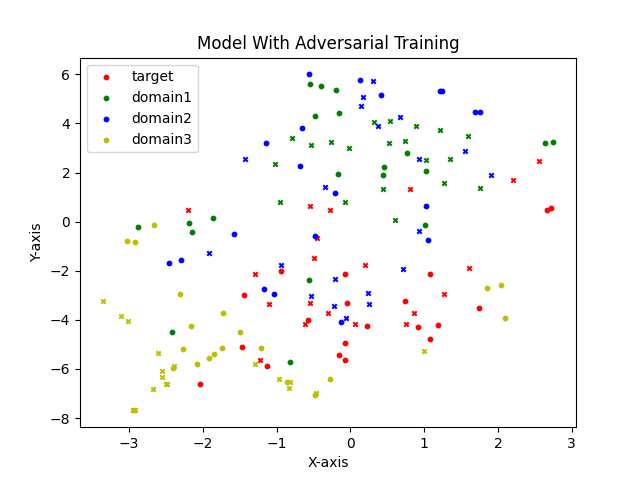 Model With Adversarial Training
target
domain1
domain2
domain3
6
4
2
0
−2
−4
−6
−8
Y-axis
−3 −2 −1 0 1 2 3
X-axis